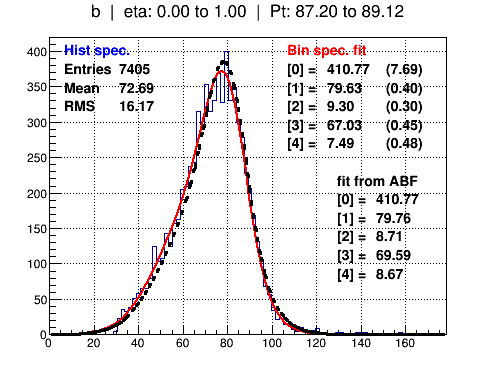 b | eta: 0.00 to 1.00 | Pt: 87.20 to 89.12
Hist spec.
Entries 7405
Mean 72.69
RMS 16.17
Bin spec. fit
[0] = 410.77 (7.69)
[1] = 79.63 (0.40)
[2] = 9.30 (0.30)
[3] = 67.03 (0.45)
[4] = 7.49 (0.48)
fit from ABF
[0] = 410.77
[1] = 79.76
[2] = 8.71
[3] = 69.59
[4] = 8.67
400
350
300
250
200
150
100
50
0
0 20 40 60 80 100 120 140 160